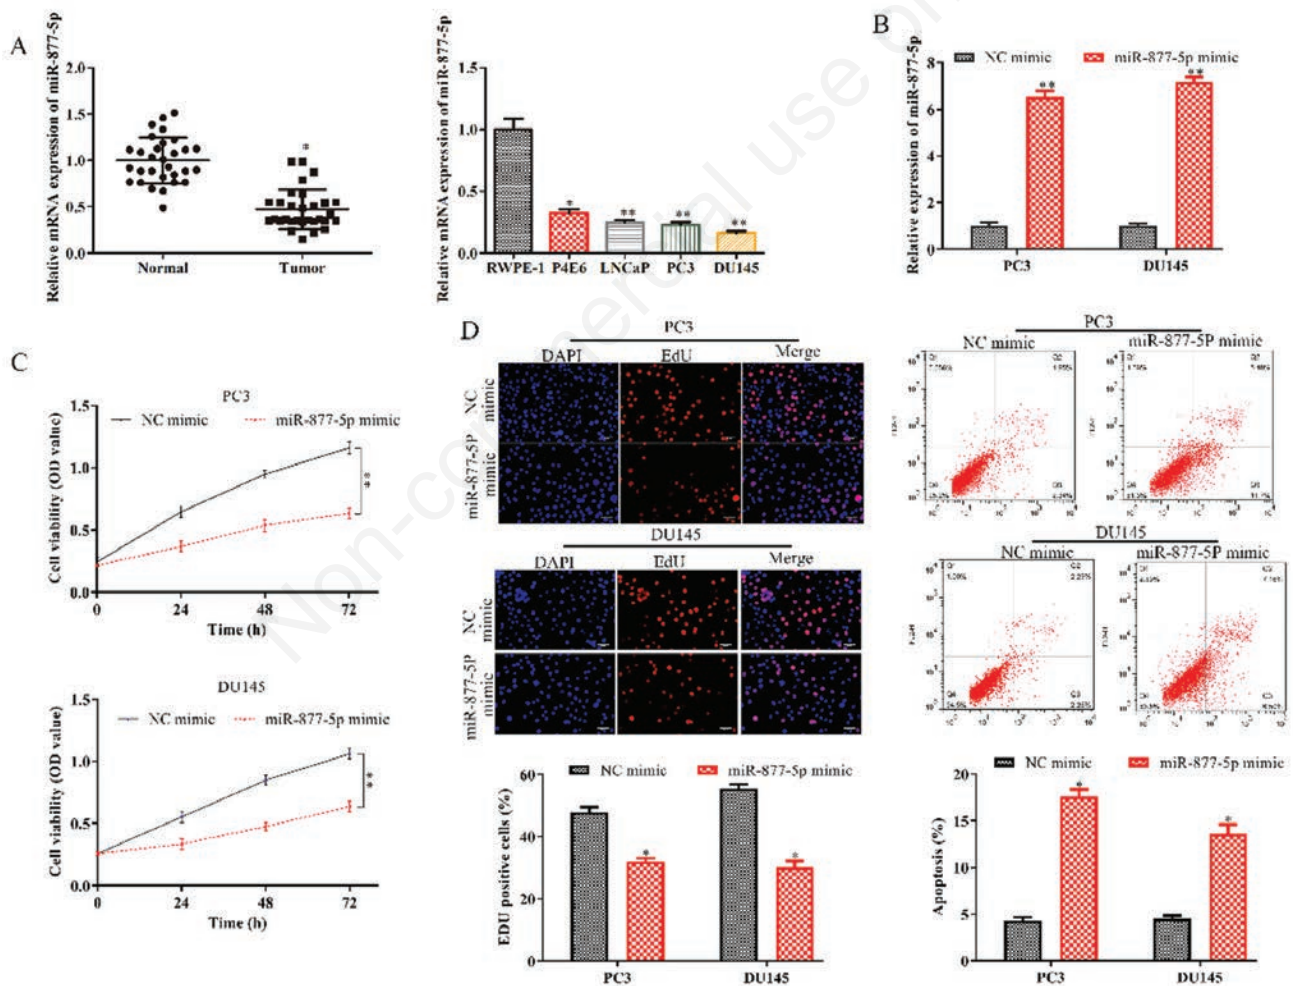 A
Relative mRNA expression of miR-877-5p
2.0
1.5
1.0
0.5
0.0
*
Normal
Tumor
Relative mRNA expression of miR-877-5p
1.5
1.0
0.5
0.0
*
**
**
**
RWPE-1
P4E6
LNCaP
PC3
DU145
B
Relative expression of miR-877-5p
NC mimic
miR-877-5p mimic
8
6
4
2
0
**
**
PC3
DU145
C
PC3
NC mimic
miR-877-5p mimic
Cell viability (OD value)
1.5
1.0
0.5
0.0
**
0
24
48
72
Time (h)
DU145
NC mimic
miR-877-5p mimic
Cell viability (OD value)
1.5
1.0
0.5
0.0
**
0
24
48
72
Time (h)
D
PC3
DAPI
EdU
Merge
NC mimic
miR-877-5P mimic
DU145
DAPI
EdU
Merge
NC mimic
miR-877-5P mimic
PC3
NC mimic
miR-877-5P mimic
DU145
NC mimic
miR-877-5P mimic
NC mimic
miR-877-5p mimic
EDU positive cells (%)
60
40
20
0
*
*
PC3
DU145
NC mimic
miR-877-5p mimic
Apoptosis (%)
20
15
10
5
0
*
*
PC3
DU145
Non-commercial use